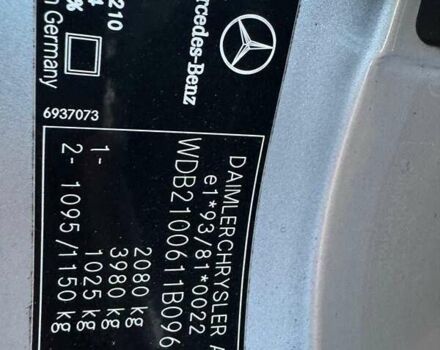 DAIMLERCHRYSLER A
e1*93/81*0022
WDB2100611B096
2080 kg
3980 kg
1- 1025 kg
2- 1095/1150 kg
Mercedes-Benz
210
%
Germany
6937073